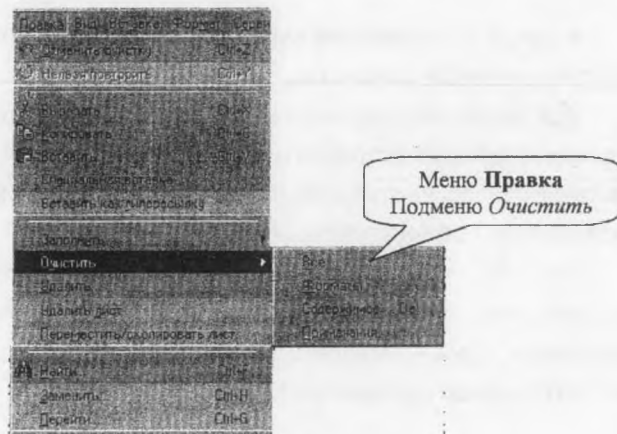 Правка Вид Вставка Формат Сервис
Отменить очистку Ctrl+Z
Нельзя повторить Ctrl+Y
Вырезать Ctrl+X
Копировать Ctrl+C
Вставить Ctrl+V
Специальная вставка...
Вставить как гиперссылку
Заполнить
Очистить
Удалить...
Удалить лист
Переместить/скопировать лист...
Найти... Ctrl+F
Заменить... Ctrl+H
Перейти... Ctrl+G
Все
Форматы
Содержимое Del
Примечания
Меню Правка
Подменю Очистить